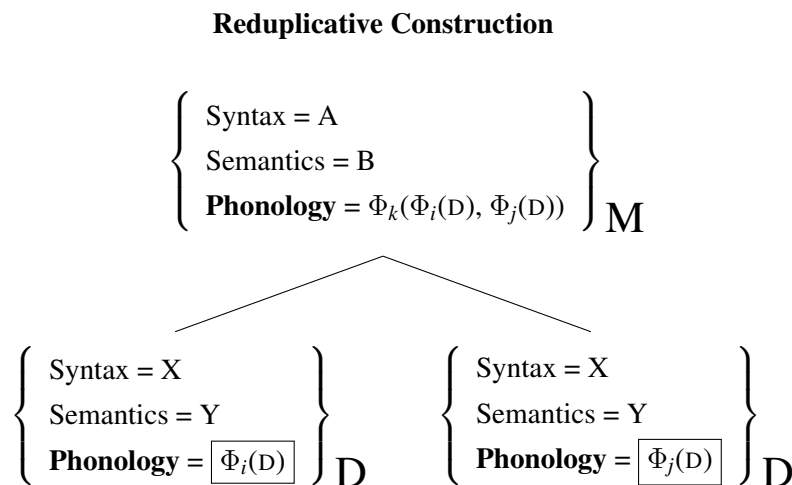 Reduplicative Construction
Syntax = A
Semantics = B
Phonology = Φk(Φi(D), Φj(D))
M
Syntax = X
Semantics = Y
Phonology = Φi(D)
D
Syntax = X
Semantics = Y
Phonology = Φj(D)
D